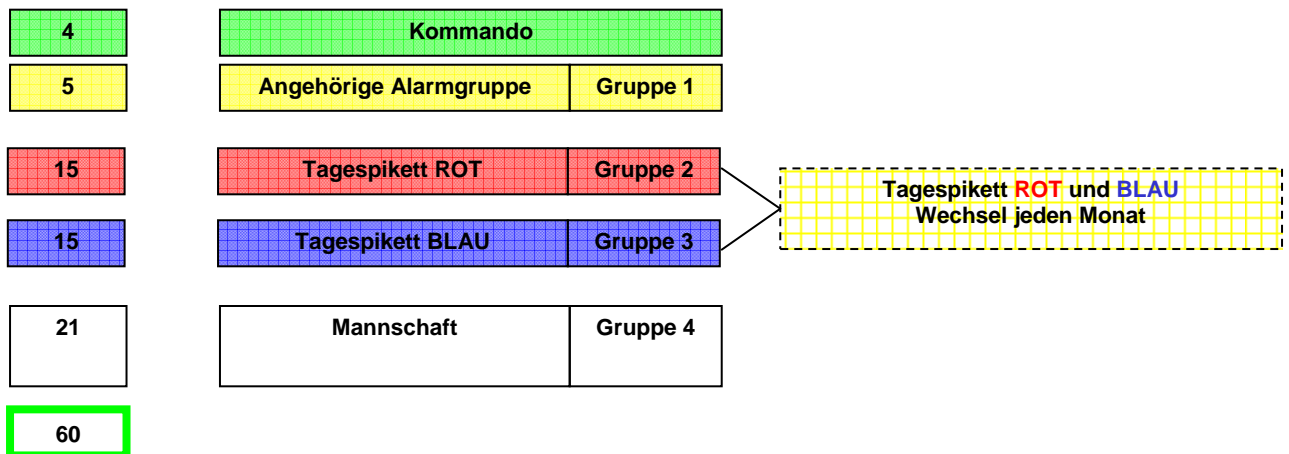 4 Kommando
5 Angehörige Alarmgruppe Gruppe 1
15 Tagespikett ROT Gruppe 2
Tagespikett ROT und BLAU
Wechsel jeden Monat
15 Tagespikett BLAU Gruppe 3
21 Mannschaft Gruppe 4
60